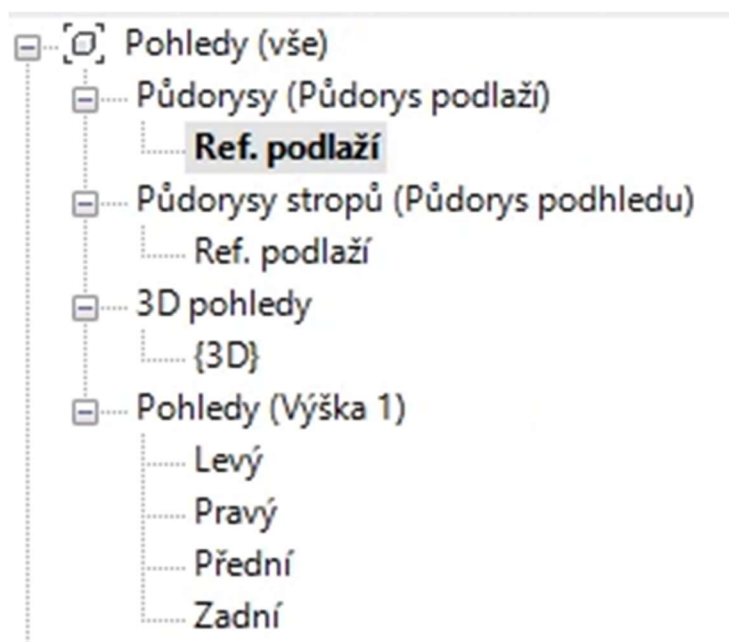 Pohledy (vše)
Půdorysy (Půdorys podlaží)
Ref. podlaží
Půdorysy stropů (Půdorys podhledu)
Ref. podlaží
3D pohledy
{3D}
Pohledy (Výška 1)
Levý
Pravý
Přední
Zadní